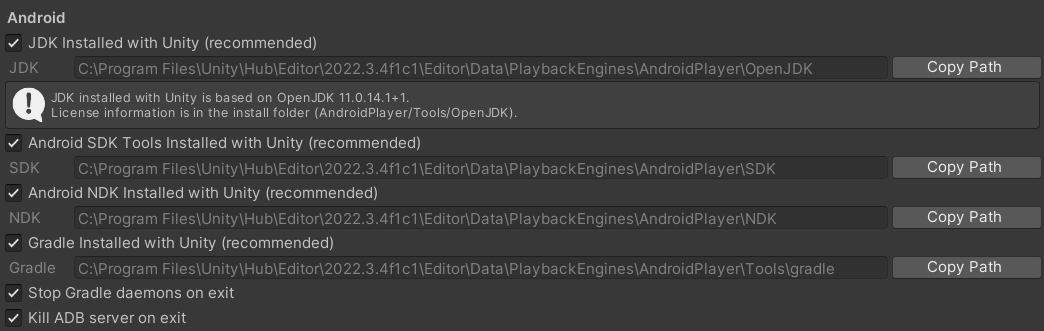 Android
JDK Installed with Unity (recommended)
JDK C:\Program Files\Unity\Hub\Editor\2022.3.4f1c1\Editor\Data\PlaybackEngines\AndroidPlayer\OpenJDK Copy Path
JDK installed with Unity is based on OpenJDK 11.0.14.1+1.
License information is in the install folder (AndroidPlayer/Tools/OpenJDK).
Android SDK Tools Installed with Unity (recommended)
SDK C:\Program Files\Unity\Hub\Editor\2022.3.4f1c1\Editor\Data\PlaybackEngines\AndroidPlayer\SDK Copy Path
Android NDK Installed with Unity (recommended)
NDK C:\Program Files\Unity\Hub\Editor\2022.3.4f1c1\Editor\Data\PlaybackEngines\AndroidPlayer\NDK Copy Path
Gradle Installed with Unity (recommended)
Gradle C:\Program Files\Unity\Hub\Editor\2022.3.4f1c1\Editor\Data\PlaybackEngines\AndroidPlayer\Tools\gradle Copy Path
Stop Gradle daemons on exit
Kill ADB server on exit